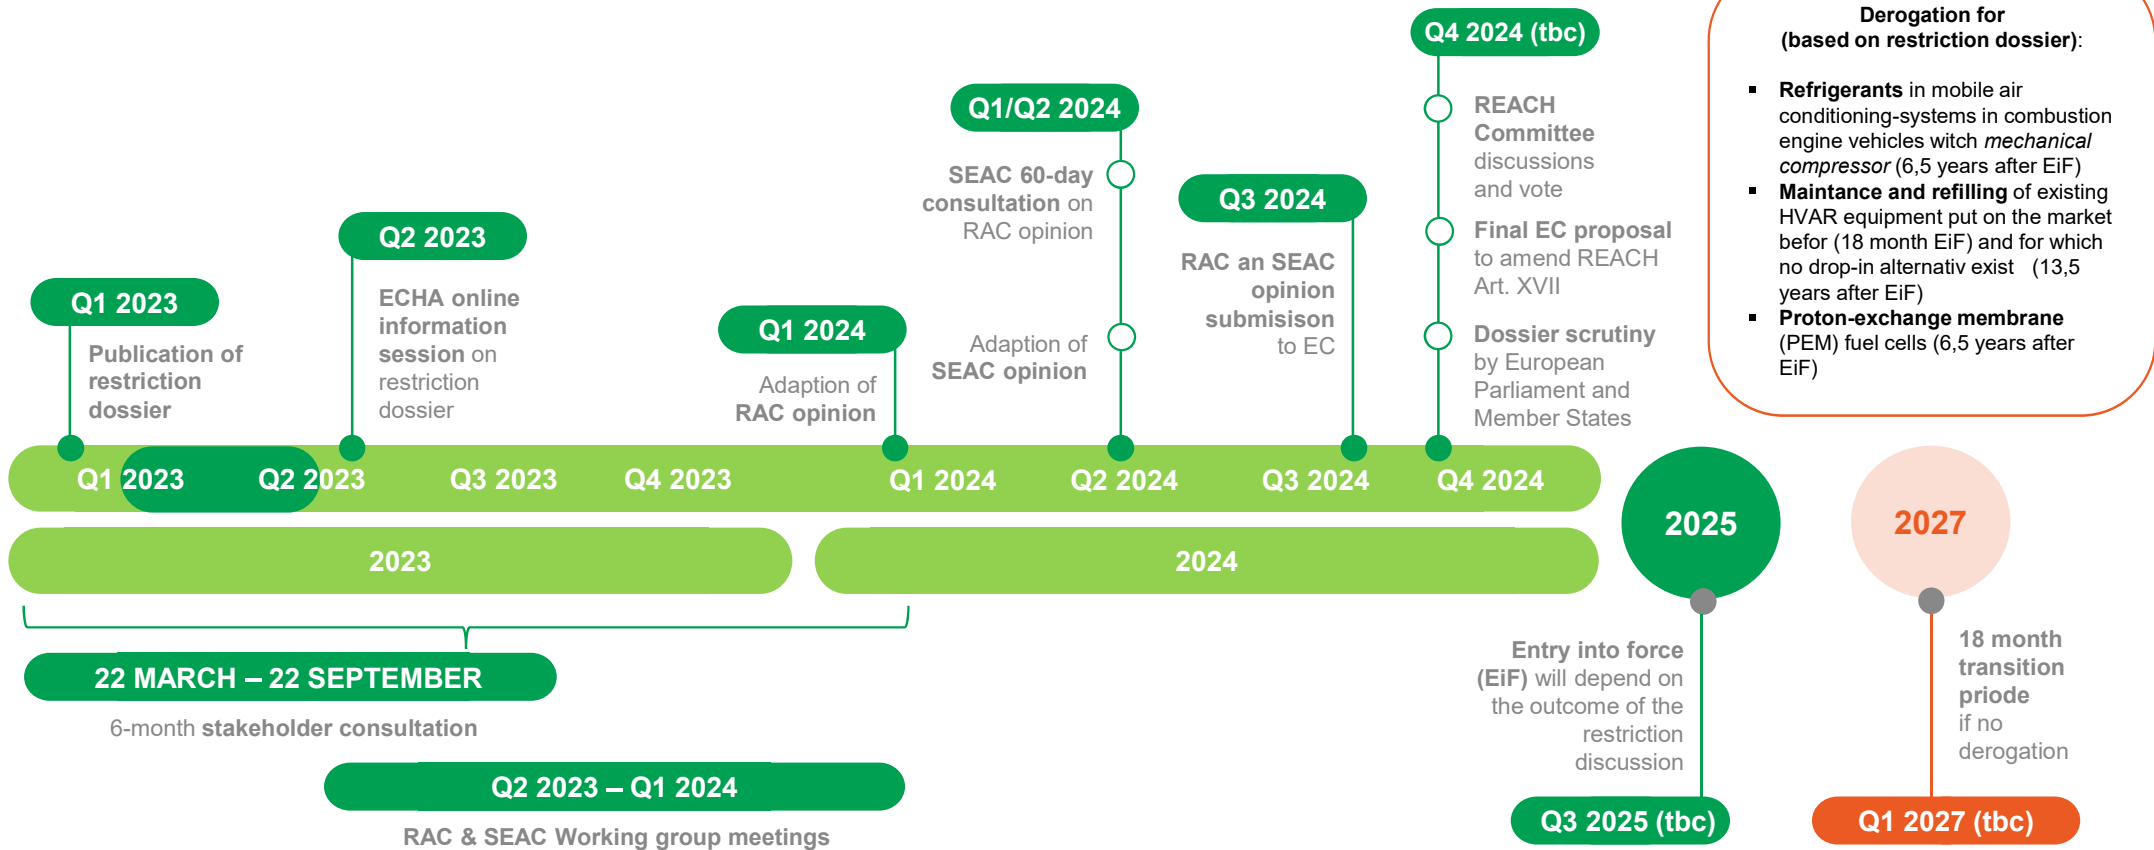 Q4 2024 (tbc)
REACH
Committee
discussions
and vote
Final EC proposal
to amend REACH
Art. XVII
Dossier scrutiny
by European
Parliament and
Member States
Derogation for
(based on restriction dossier):
▪ Refrigerants in mobile air
conditioning-systems in combustion
engine vehicles witch mechanical
compressor (6,5 years after EiF)
▪ Maintance and refilling of existing
HVAR equipment put on the market
befor (18 month EiF) and for which
no drop-in alternativ exist (13,5
years after EiF)
▪ Proton-exchange membrane
(PEM) fuel cells (6,5 years after
EiF)
Q1/Q2 2024
SEAC 60-day
consultation on
RAC opinion
Adaption of
SEAC opinion
Q3 2024
RAC an SEAC
opinion
submisison
to EC
Q2 2023
ECHA online
information
session on
restriction
dossier
Q1 2023
Publication of
restriction
dossier
Q1 2024
Adaption of
RAC opinion
Q1 2023 Q2 2023 Q3 2023 Q4 2023 Q1 2024 Q2 2024 Q3 2024 Q4 2024
2023 2024
2025
2027
22 MARCH – 22 SEPTEMBER
6-month stakeholder consultation
Q2 2023 – Q1 2024
RAC & SEAC Working group meetings
Entry into force
(EiF) will depend on
the outcome of the
restriction
discussion
Q3 2025 (tbc)
18 month
transition
priode
if no
derogation
Q1 2027 (tbc)